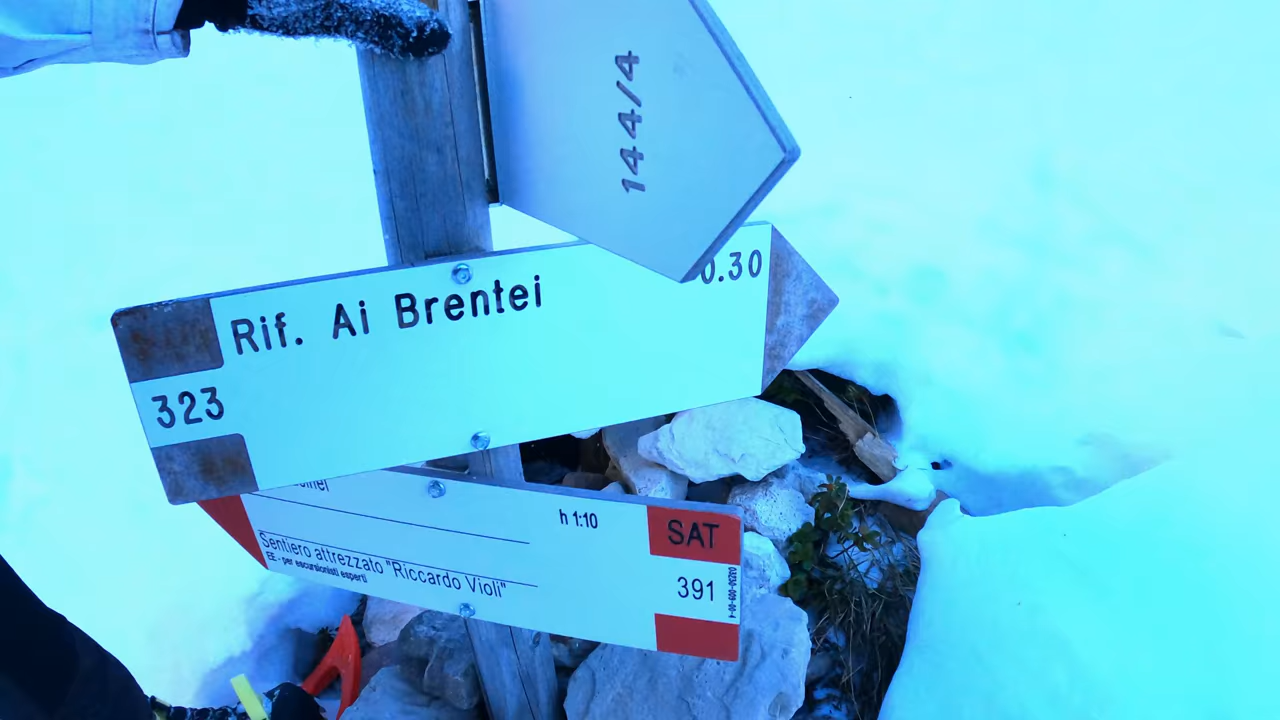 144/4
Rif. Ai Brentei
0.30
323
h 1:10
SAT
Sentiero attrezzato "Riccardo Violi"
EE - per escursionisti esperti
391